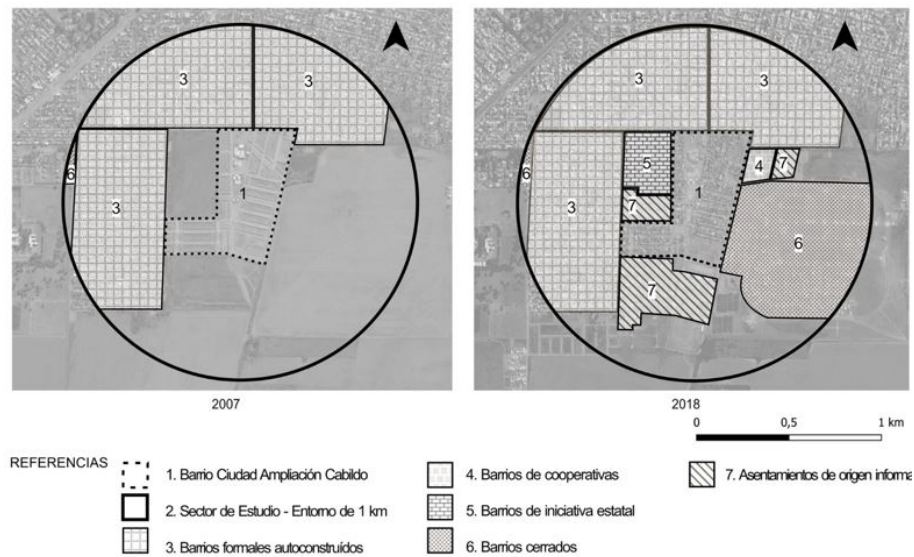 3
3
6
3
1
3
3
6
5
4
7
1
7
3
6
7
2007
2018
0
0,5
1 km
REFERENCIAS
1. Barrio Ciudad Ampliación Cabildo
2. Sector de Estudio - Entorno de 1 km
3. Barrios formales autoconstruídos
4. Barrios de cooperativas
5. Barrios de iniciativa estatal
6. Barrios cerrados
7. Asentamientos de origen informa